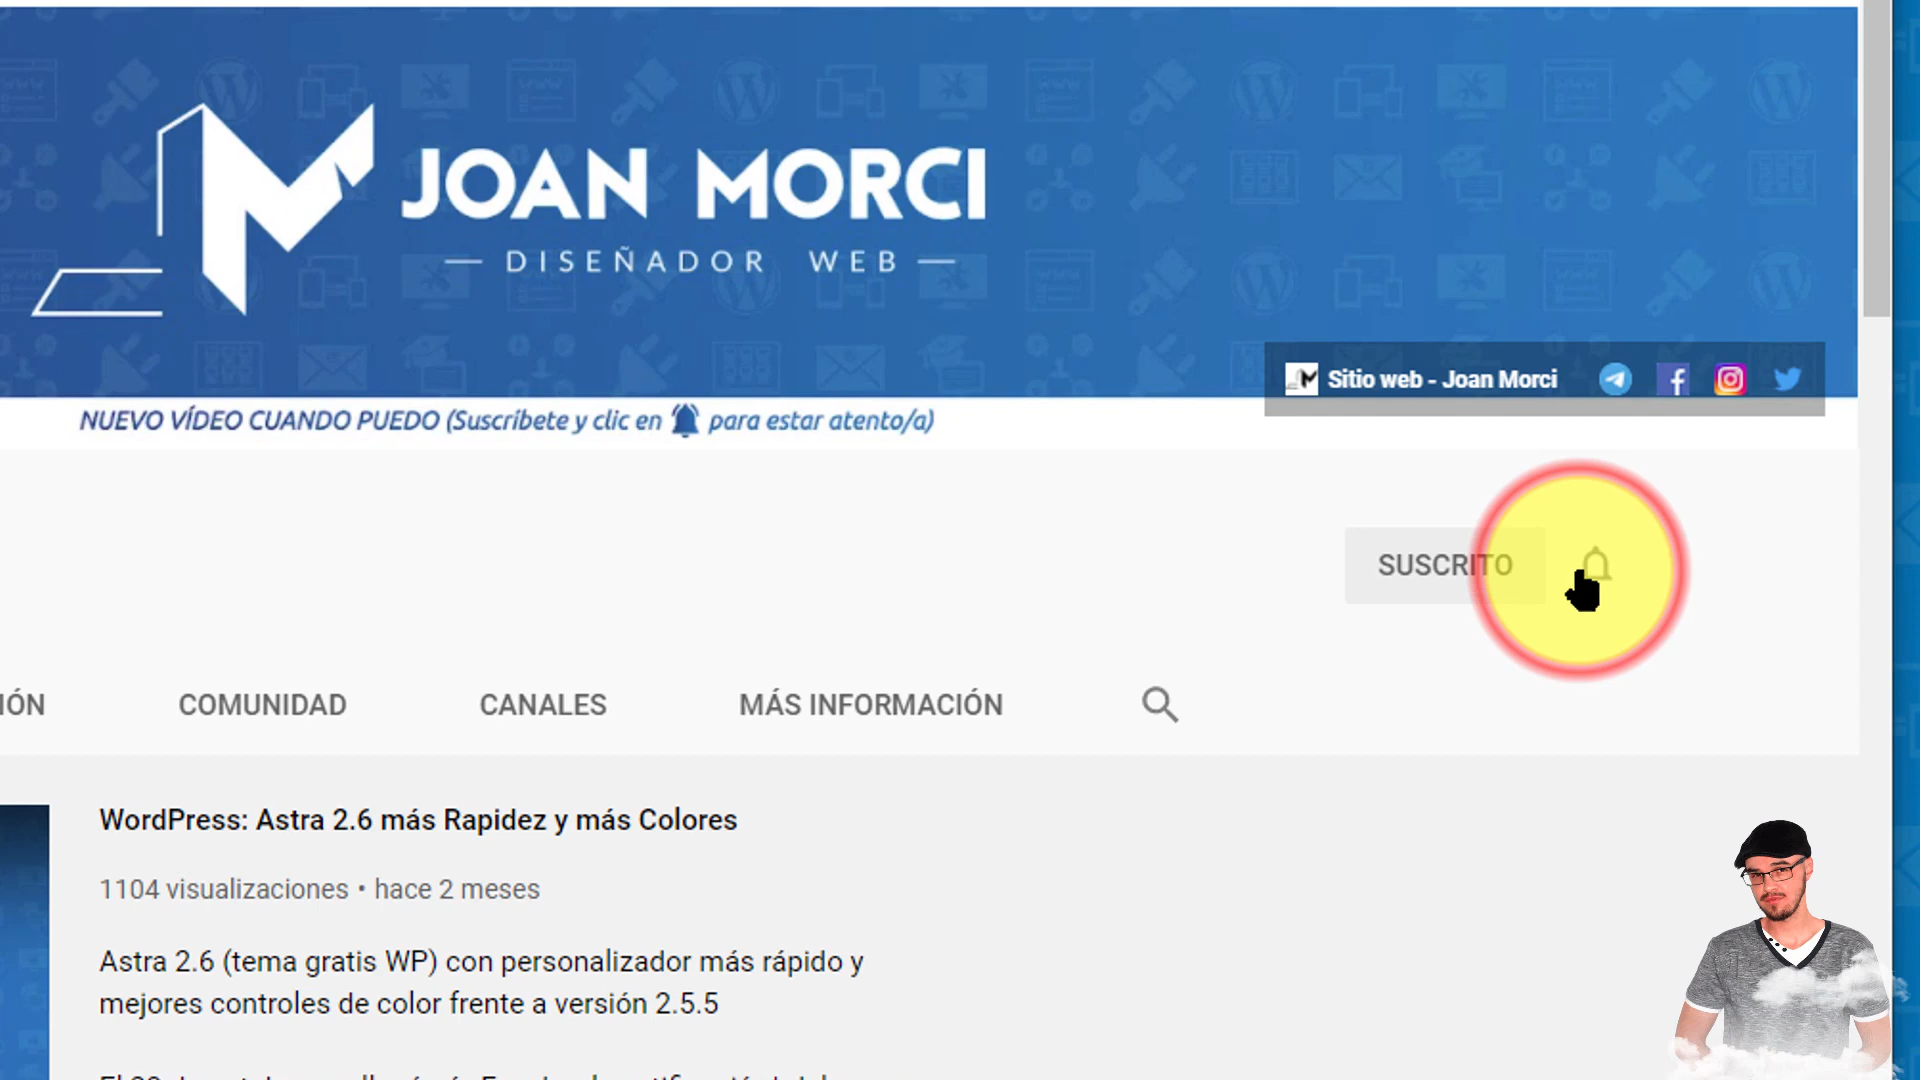 JOAN MORCI
DISEÑADOR WEB
Sitio web - Joan Morci
NUEVO VÍDEO CUANDO PUEDO (Suscríbete y clic en para estar atento/a)
SUSCRITO
IÓN COMUNIDAD CANALES MÁS INFORMACIÓN
WordPress: Astra 2.6 más Rapidez y más Colores
1104 visualizaciones • hace 2 meses
Astra 2.6 (tema gratis WP) con personalizador más rápido y
mejores controles de color frente a versión 2.5.5